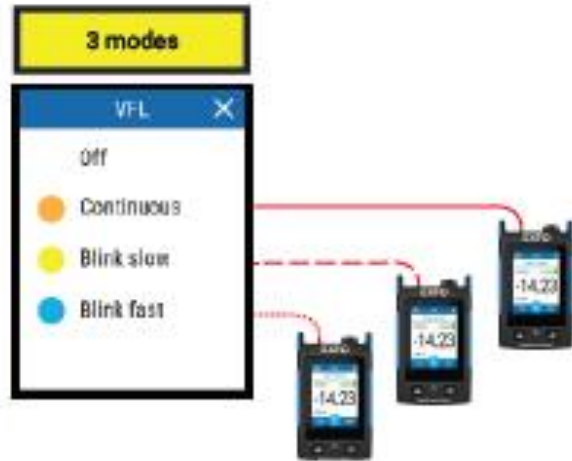 3 modes
VFL
Off
Continuous
Blink slow
Blink fast
-14.23
-14.23
-14.23